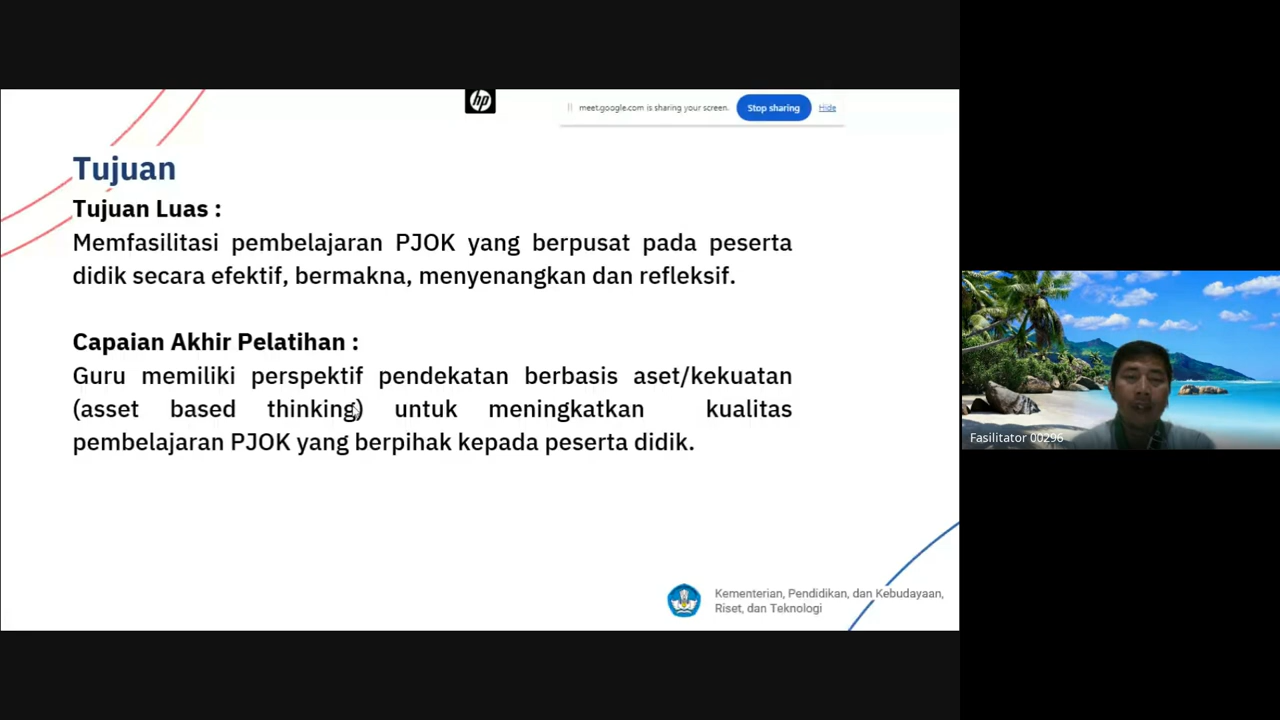 hp
meet.google.com is sharing your screen.
Stop sharing
Hide
Tujuan
Tujuan Luas :
Memfasilitasi pembelajaran PJOK yang berpusat pada peserta
didik secara efektif, bermakna, menyenangkan dan refleksif.
Capaian Akhir Pelatihan :
Guru memiliki perspektif pendekatan berbasis aset/kekuatan
(asset based thinking) untuk meningkatkan kualitas
pembelajaran PJOK yang berpihak kepada peserta didik.
Kementerian, Pendidikan, dan Kebudayaan,
Riset, dan Teknologi
Fasilitator 00296